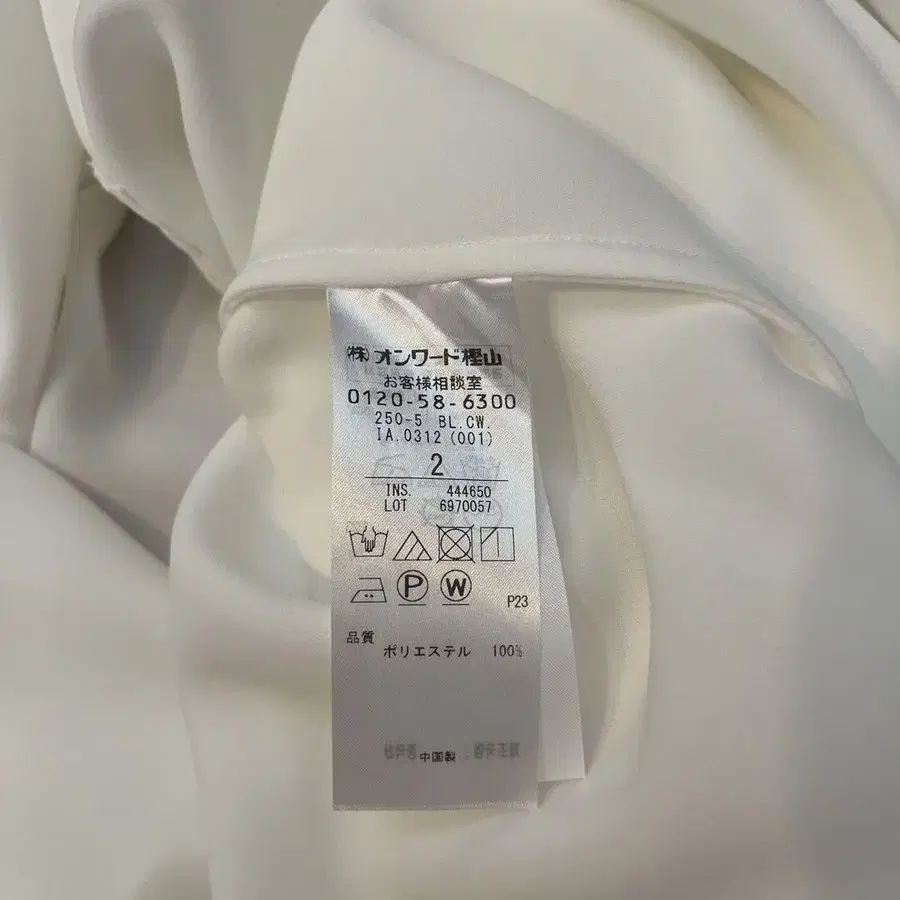 (株)オンワード樫山
お客様相談室
0120-58-6300
250-5 BL.CW.
IA.0312 (001)
2
INS. 444650
LOT 6970057
P W
P23
品質
ポリエステル 100%
中国製